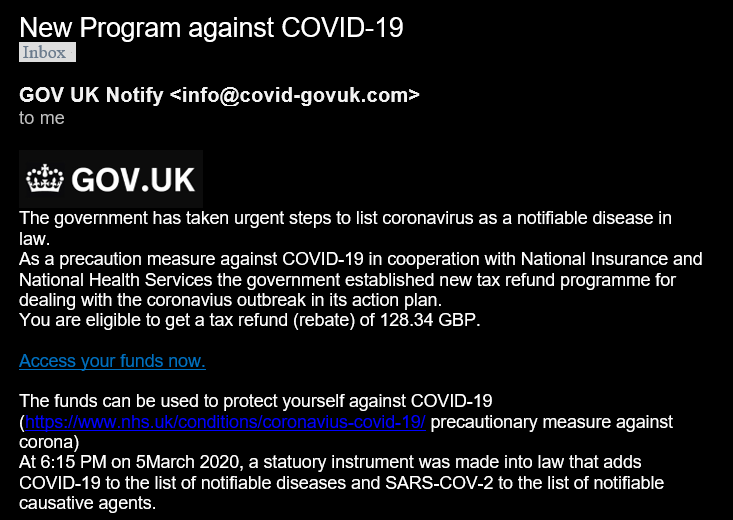 New Program against COVID-19
Inbox
GOV UK Notify <info@covid-govuk.com>
to me
GOV.UK
The government has taken urgent steps to list coronavirus as a notifiable disease in
law.
As a precaution measure against COVID-19 in cooperation with National Insurance and
National Health Services the government established new tax refund programme for
dealing with the coronavius outbreak in its action plan.
You are eligible to get a tax refund (rebate) of 128.34 GBP.
Access your funds now.
The funds can be used to protect yourself against COVID-19
(https://www.nhs.uk/conditions/coronavius-covid-19/ precautionary measure against
corona)
At 6:15 PM on 5March 2020, a statuory instrument was made into law that adds
COVID-19 to the list of notifiable diseases and SARS-COV-2 to the list of notifiable
causative agents.